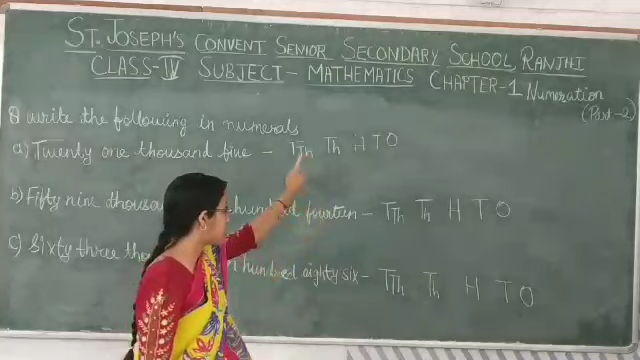 ST. JOSEPH'S CONVENT SENIOR SECONDARY SCHOOL RANJHI
CLASS-IV SUBJECT - MATHEMATICS CHAPTER-1 Numeration
(Part-2)
write the following in numerals
a) Twenty one thousand five - TTh Th H T O
b) Fifty nine hundred fourteen - TTh Th H T O
c) Sixty three hundred eighty six - TTh Th H T O